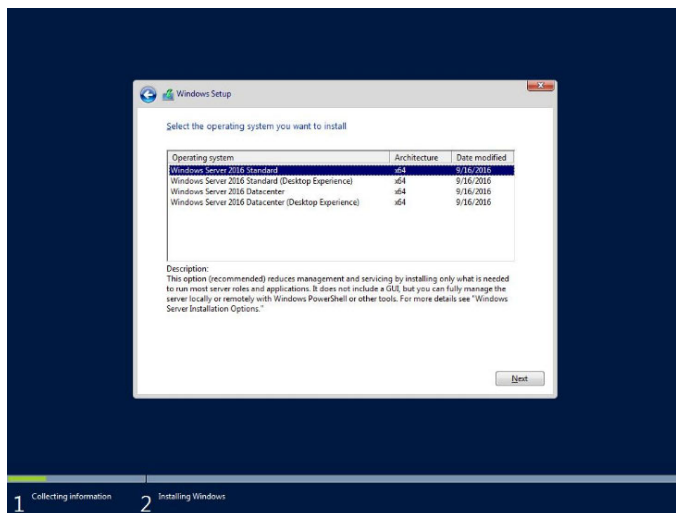 Windows Setup
Select the operating system you want to install
Operating system Architecture Date modified
Windows Server 2016 Standard x64 9/16/2016
Windows Server 2016 Standard (Desktop Experience) x64 9/16/2016
Windows Server 2016 Datacenter x64 9/16/2016
Windows Server 2016 Datacenter (Desktop Experience) x64 9/16/2016
Description:
This option (recommended) reduces management and servicing by installing only what is needed
to run most server roles and applications. It does not include a GUI, but you can fully manage the
server locally or remotely with Windows PowerShell or other tools. For more details see "Windows
Server Installation Options."
Next
1 Collecting information 2 Installing Windows